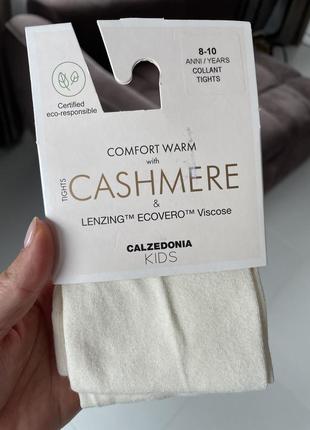 8-10
ANNI / YEARS
COLLANT
TIGHTS
Certified
eco-responsible
COMFORT WARM
with
TIGHTS
CASHMERE
&
LENZING™ ECOVERO™ Viscose
CALZEDONIA
KIDS